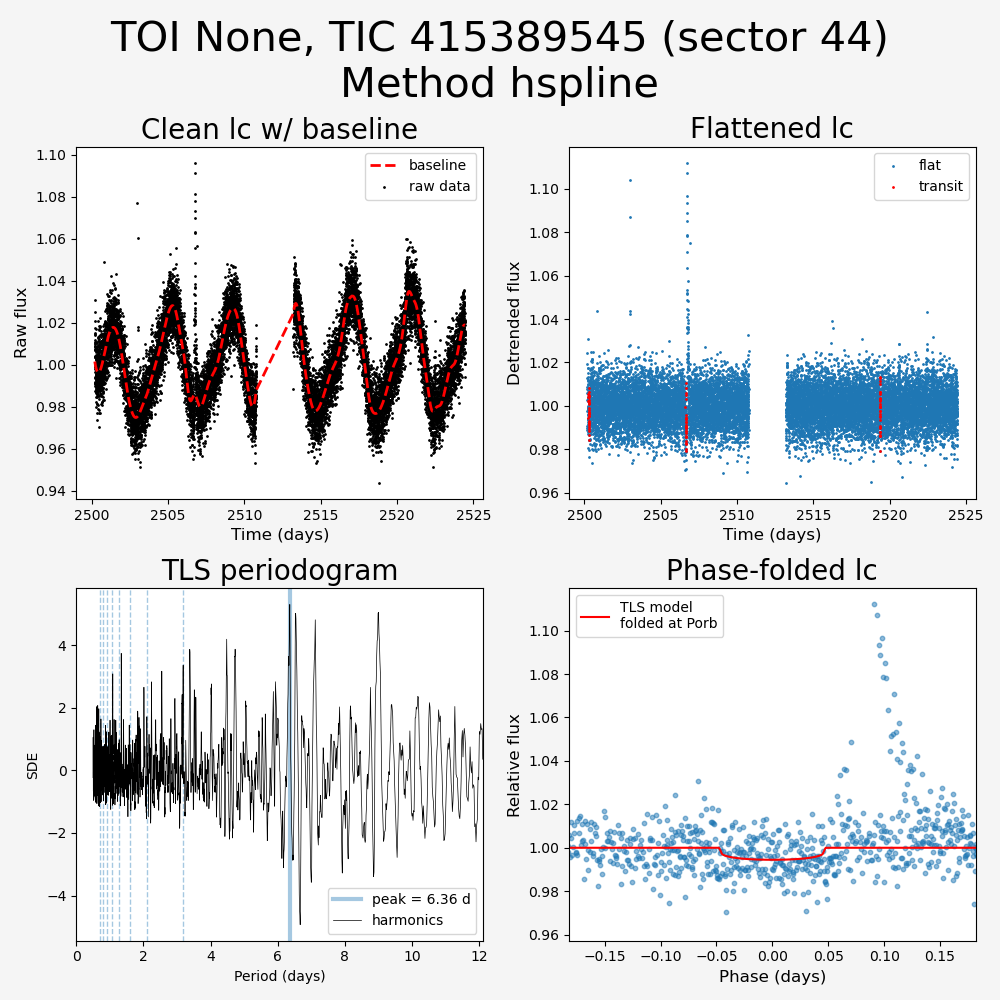 TOI None, TIC 415389545 (sector 44)
Method hspline
Clean lc w/ baseline
Flattened lc
1.10
1.08
1.06
1.04
1.02
1.00
0.98
0.96
0.94
Raw flux
baseline
raw data
2500
2505
2510
2515
2520
2525
Time (days)
1.10
1.08
1.06
1.04
1.02
1.00
0.98
0.96
Detrended flux
flat
transit
2500
2505
2510
2515
2520
2525
Time (days)
TLS periodogram
Phase-folded lc
4
2
0
−2
−4
SDE
peak = 6.36 d
harmonics
0
2
4
6
8
10
12
Period (days)
1.10
1.08
1.06
1.04
1.02
1.00
0.98
0.96
Relative flux
TLS model
folded at Porb
−0.15
−0.10
−0.05
0.00
0.05
0.10
0.15
Phase (days)